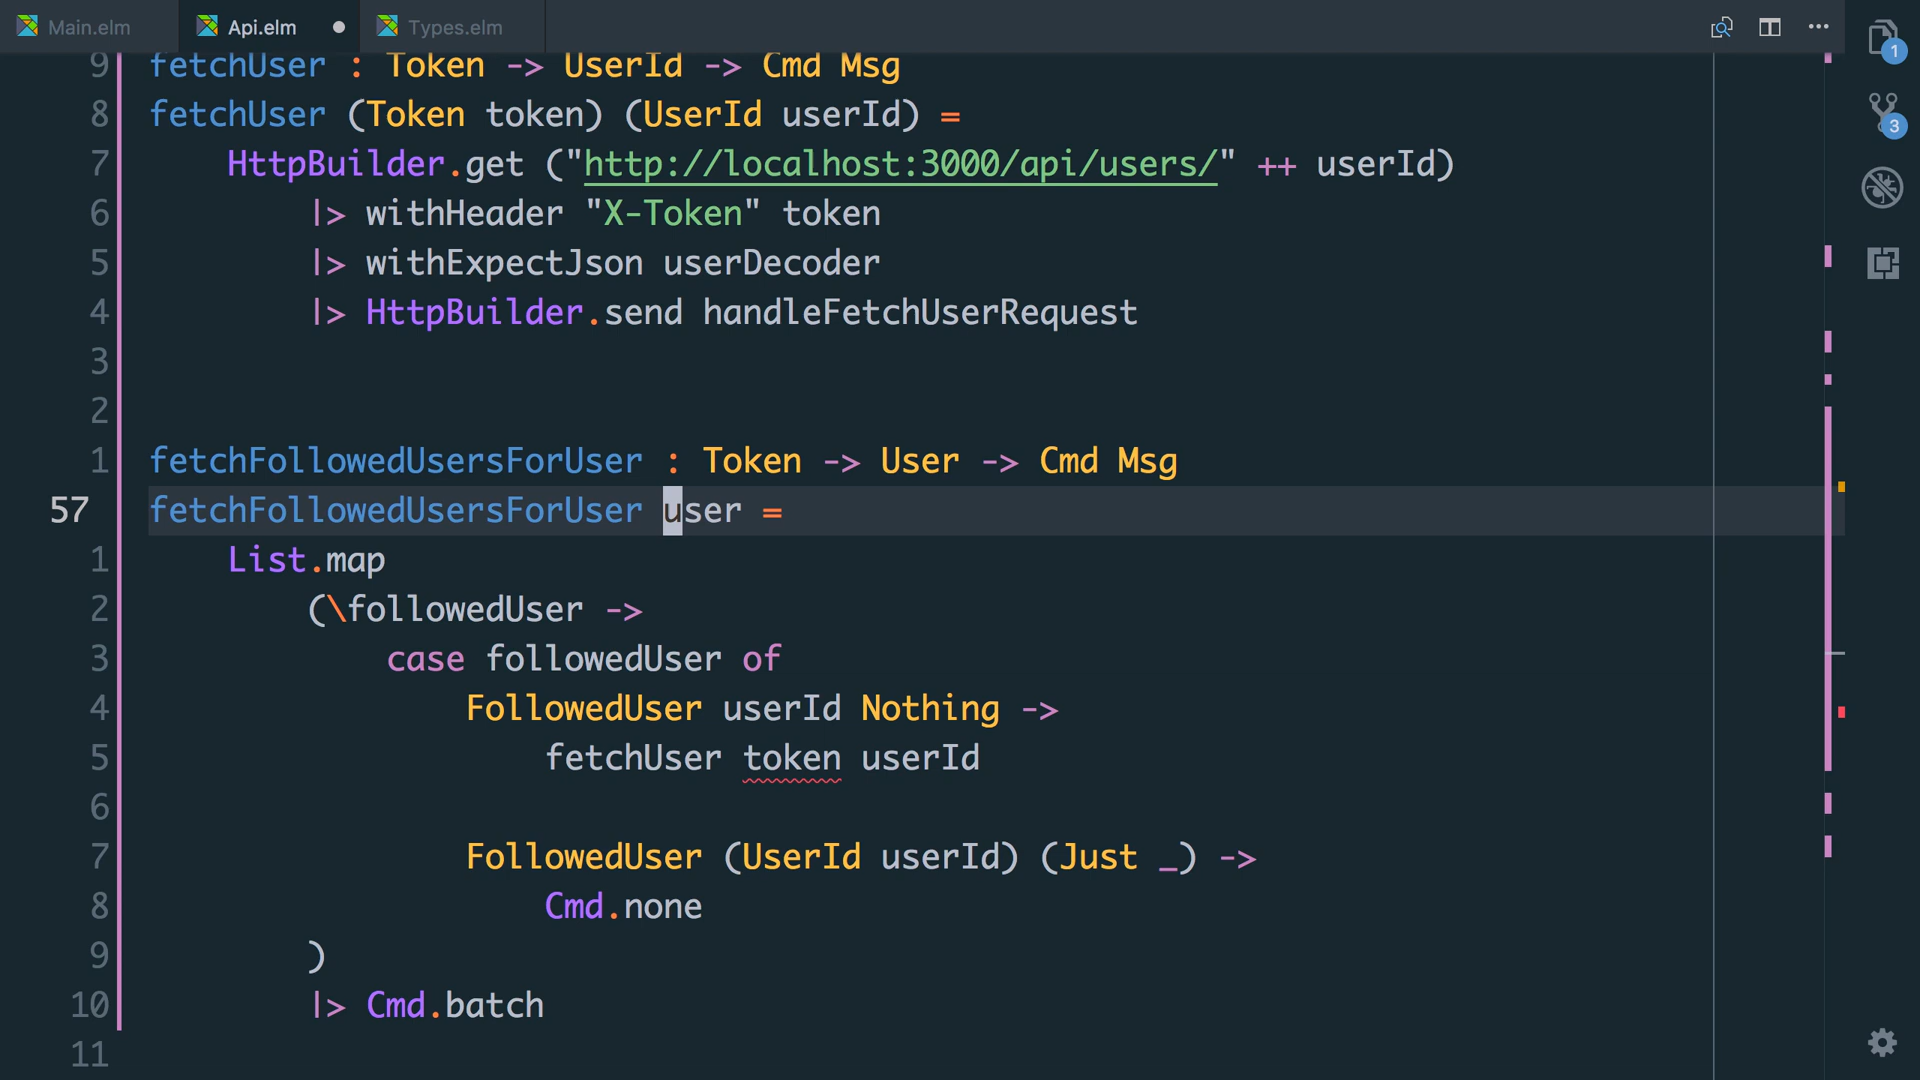 Main.elm Api.elm Types.elm
9 fetchUser : Token -> UserId -> Cmd Msg
8 fetchUser (Token token) (UserId userId) =
7 HttpBuilder.get ("http://localhost:3000/api/users/" ++ userId)
6 |> withHeader "X-Token" token
5 |> withExpectJson userDecoder
4 |> HttpBuilder.send handleFetchUserRequest
3
2
1 fetchFollowedUsersForUser : Token -> User -> Cmd Msg
57 fetchFollowedUsersForUser user =
1 List.map
2 (\followedUser ->
3 case followedUser of
4 FollowedUser userId Nothing ->
5 fetchUser token userId
6
7 FollowedUser (UserId userId) (Just _) ->
8 Cmd.none
9 )
10 |> Cmd.batch
11
1
3